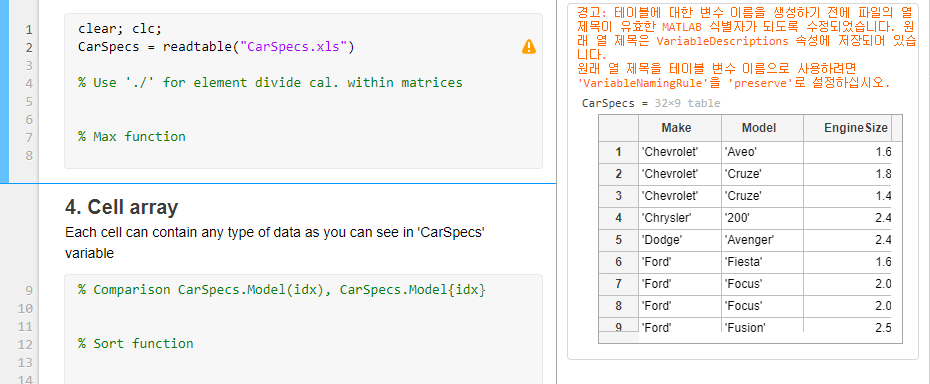 1 clear; clc;
2 CarSpecs = readtable("CarSpecs.xls")
3
4 % Use './' for element divide cal. within matrices
5
6
7 % Max function
8
4. Cell array
Each cell can contain any type of data as you can see in 'CarSpecs'
variable
9 % Comparison CarSpecs.Model(idx), CarSpecs.Model{idx}
10
11
12 % Sort function
13
14
경고: 테이블에 대한 변수 이름을 생성하기 전에 파일의 열
제목이 유효한 MATLAB 식별자가 되도록 수정되었습니다. 원
래 열 제목은 VariableDescriptions 속성에 저장되어 있습
니다.
원래 열 제목을 테이블 변수 이름으로 사용하려면
'VariableNamingRule'을 'preserve'로 설정하십시오.
CarSpecs = 32×9 table
Make Model EngineSize
1 'Chevrolet' 'Aveo' 1.6
2 'Chevrolet' 'Cruze' 1.8
3 'Chevrolet' 'Cruze' 1.4
4 'Chrysler' '200' 2.4
5 'Dodge' 'Avenger' 2.4
6 'Ford' 'Fiesta' 1.6
7 'Ford' 'Focus' 2.0
8 'Ford' 'Focus' 2.0
9 'Ford' 'Fusion' 2.5